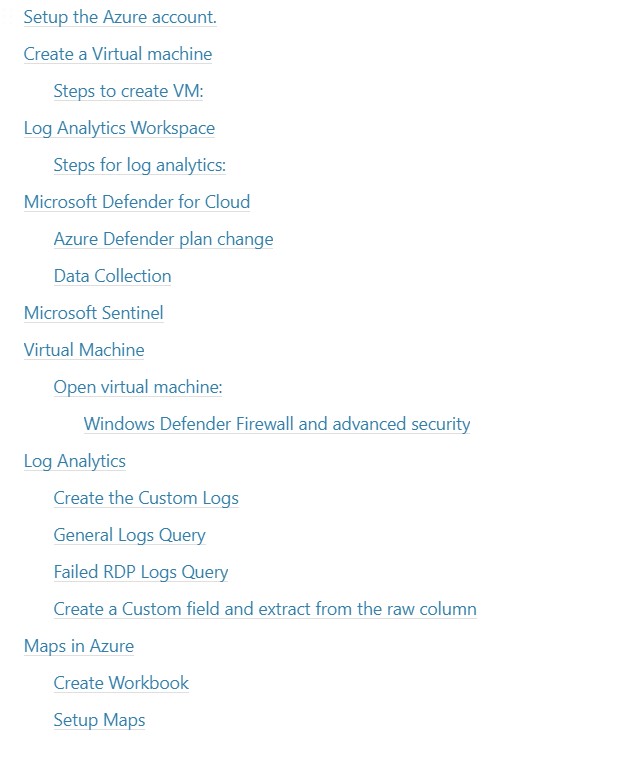 Setup the Azure account.
Create a Virtual machine
Steps to create VM:
Log Analytics Workspace
Steps for log analytics:
Microsoft Defender for Cloud
Azure Defender plan change
Data Collection
Microsoft Sentinel
Virtual Machine
Open virtual machine:
Windows Defender Firewall and advanced security
Log Analytics
Create the Custom Logs
General Logs Query
Failed RDP Logs Query
Create a Custom field and extract from the raw column
Maps in Azure
Create Workbook
Setup Maps